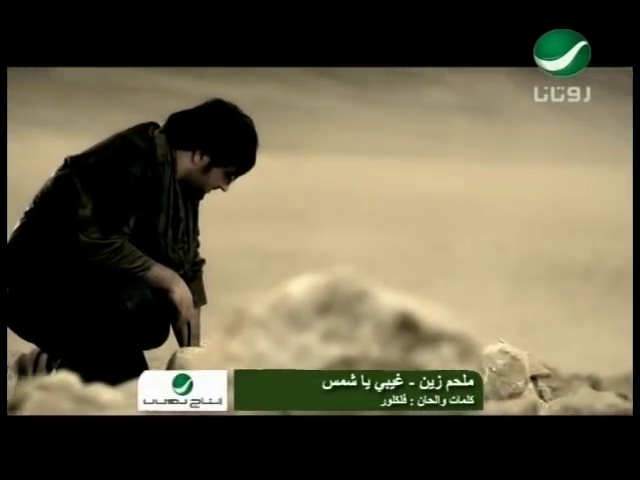 روتانا
ملحم زين - غيبي يا شمس
كلمات والحان : فلكلور
إنتاج روتانا